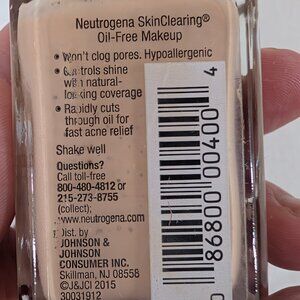 Neutrogena SkinClearing®
Oil-Free Makeup
• Won't clog pores. Hypoallergenic
• Controls shine
with natural-
looking coverage
• Rapidly cuts
through oil for
fast acne relief
Shake well
Questions?
Call toll-free
800-480-4812 or
215-273-8755
(collect);
www.neutrogena.com
Dist. by
JOHNSON &
JOHNSON
CONSUMER INC.
Skillman, NJ 08558
©J&JCI 2015
30031912
0 86800 00400 4